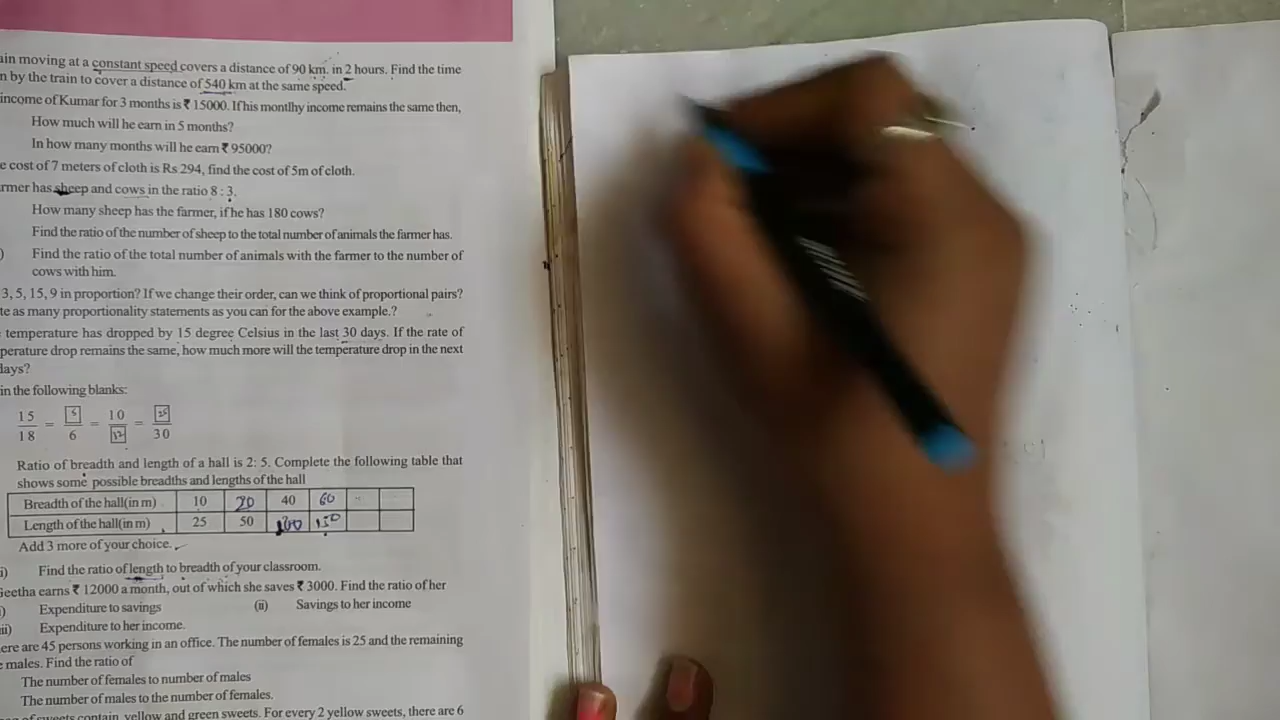 ain moving at a constant speed covers a distance of 90 km. in 2 hours. Find the time
n by the train to cover a distance of 540 km at the same speed.
income of Kumar for 3 months is ₹ 15000. If his montlhy income remains the same then,
How much will he earn in 5 months?
In how many months will he earn ₹ 95000?
e cost of 7 meters of cloth is Rs 294, find the cost of 5m of cloth.
rmer has sheep and cows in the ratio 8 : 3.
How many sheep has the farmer, if he has 180 cows?
Find the ratio of the number of sheep to the total number of animals the farmer has.
) Find the ratio of the total number of animals with the farmer to the number of
cows with him.
3, 5, 15, 9 in proportion? If we change their order, can we think of proportional pairs?
te as many proportionality statements as you can for the above example.?
temperature has dropped by 15 degree Celsius in the last 30 days. If the rate of
perature drop remains the same, how much more will the temperature drop in the next
days?
in the following blanks:
15/18 = 5/6 = 10/12 = 25/30
Ratio of breadth and length of a hall is 2: 5. Complete the following table that
shows some possible breadths and lengths of the hall
Breadth of the hall(in m) 10 20 40 60
Length of the hall(in m) 25 50 100 150
Add 3 more of your choice.
i) Find the ratio of length to breadth of your classroom.
Geetha earns ₹ 12000 a month, out of which she saves ₹ 3000. Find the ratio of her
) Expenditure to savings (ii) Savings to her income
iii) Expenditure to her income.
ere are 45 persons working in an office. The number of females is 25 and the remaining
e males. Find the ratio of
The number of females to number of males
The number of males to the number of females.
of sweets contain, yellow and green sweets. For every 2 yellow sweets, there are 6